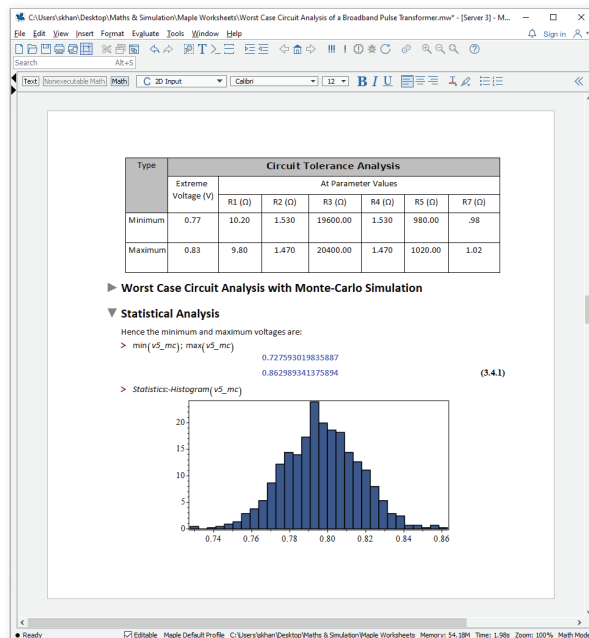 C:\Users\skhan\Desktop\Maths & Simulation\Maple Worksheets\Worst Case Circuit Analysis of a Broadband Pulse Transformer.mw* - [Server 3] - M...
File Edit View Insert Format Evaluate Tools Window Help
Sign in
Search Alt+S
Text Nonexecutable Math Math C 2D Input Calibri 12 B I U
Type Circuit Tolerance Analysis
Extreme Voltage (V) At Parameter Values
R1 (Ω) R2 (Ω) R3 (Ω) R4 (Ω) R5 (Ω) R7 (Ω)
Minimum 0.77 10.20 1.530 19600.00 1.530 980.00 .98
Maximum 0.83 9.80 1.470 20400.00 1.470 1020.00 1.02
Worst Case Circuit Analysis with Monte-Carlo Simulation
Statistical Analysis
Hence the minimum and maximum voltages are:
> min(v5_mc); max(v5_mc)
0.727593019835887
0.862989341375894 (3.4.1)
> Statistics:-Histogram(v5_mc)
20
15
10
5
0
0.74 0.76 0.78 0.80 0.82 0.84 0.86
Ready Editable Maple Default Profile C:\Users\skhan\Desktop\Maths & Simulation\Maple Worksheets Memory: 54.18M Time: 1.98s Zoom: 100% Math Mode